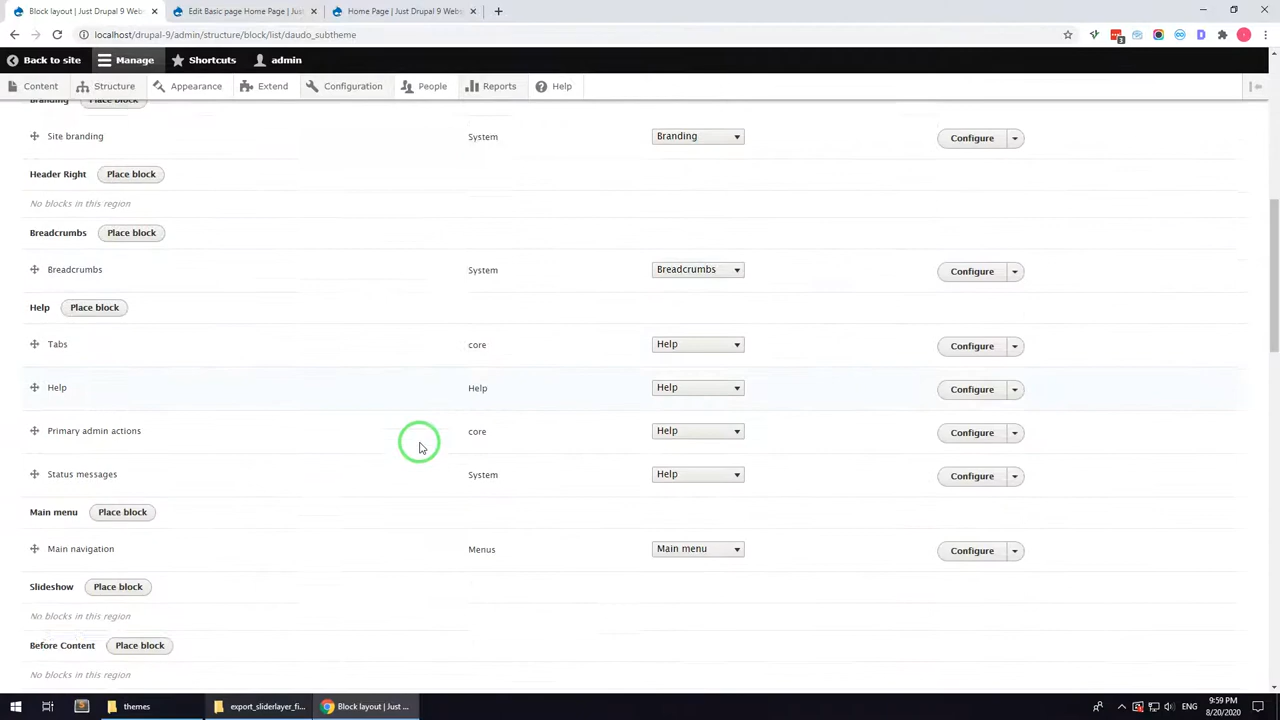 Block layout | Just Drupal 9 Webs
Edit Basic page Home Page | Just
Home Page | Just Drupal 9 Webs
localhost/drupal-9/admin/structure/block/list/daudo_subtheme
Back to site
Manage
Shortcuts
admin
Content
Structure
Appearance
Extend
Configuration
People
Reports
Help
Branding Place block
Site branding System Branding Configure
Header Right Place block
No blocks in this region
Breadcrumbs Place block
Breadcrumbs System Breadcrumbs Configure
Help Place block
Tabs core Help Configure
Help Help Help Configure
Primary admin actions core Help Configure
Status messages System Help Configure
Main menu Place block
Main navigation Menus Main menu Configure
Slideshow Place block
No blocks in this region
Before Content Place block
No blocks in this region
themes
export_sliderlayer_fi...
Block layout | Just ...
ENG
9:59 PM
8/20/2020